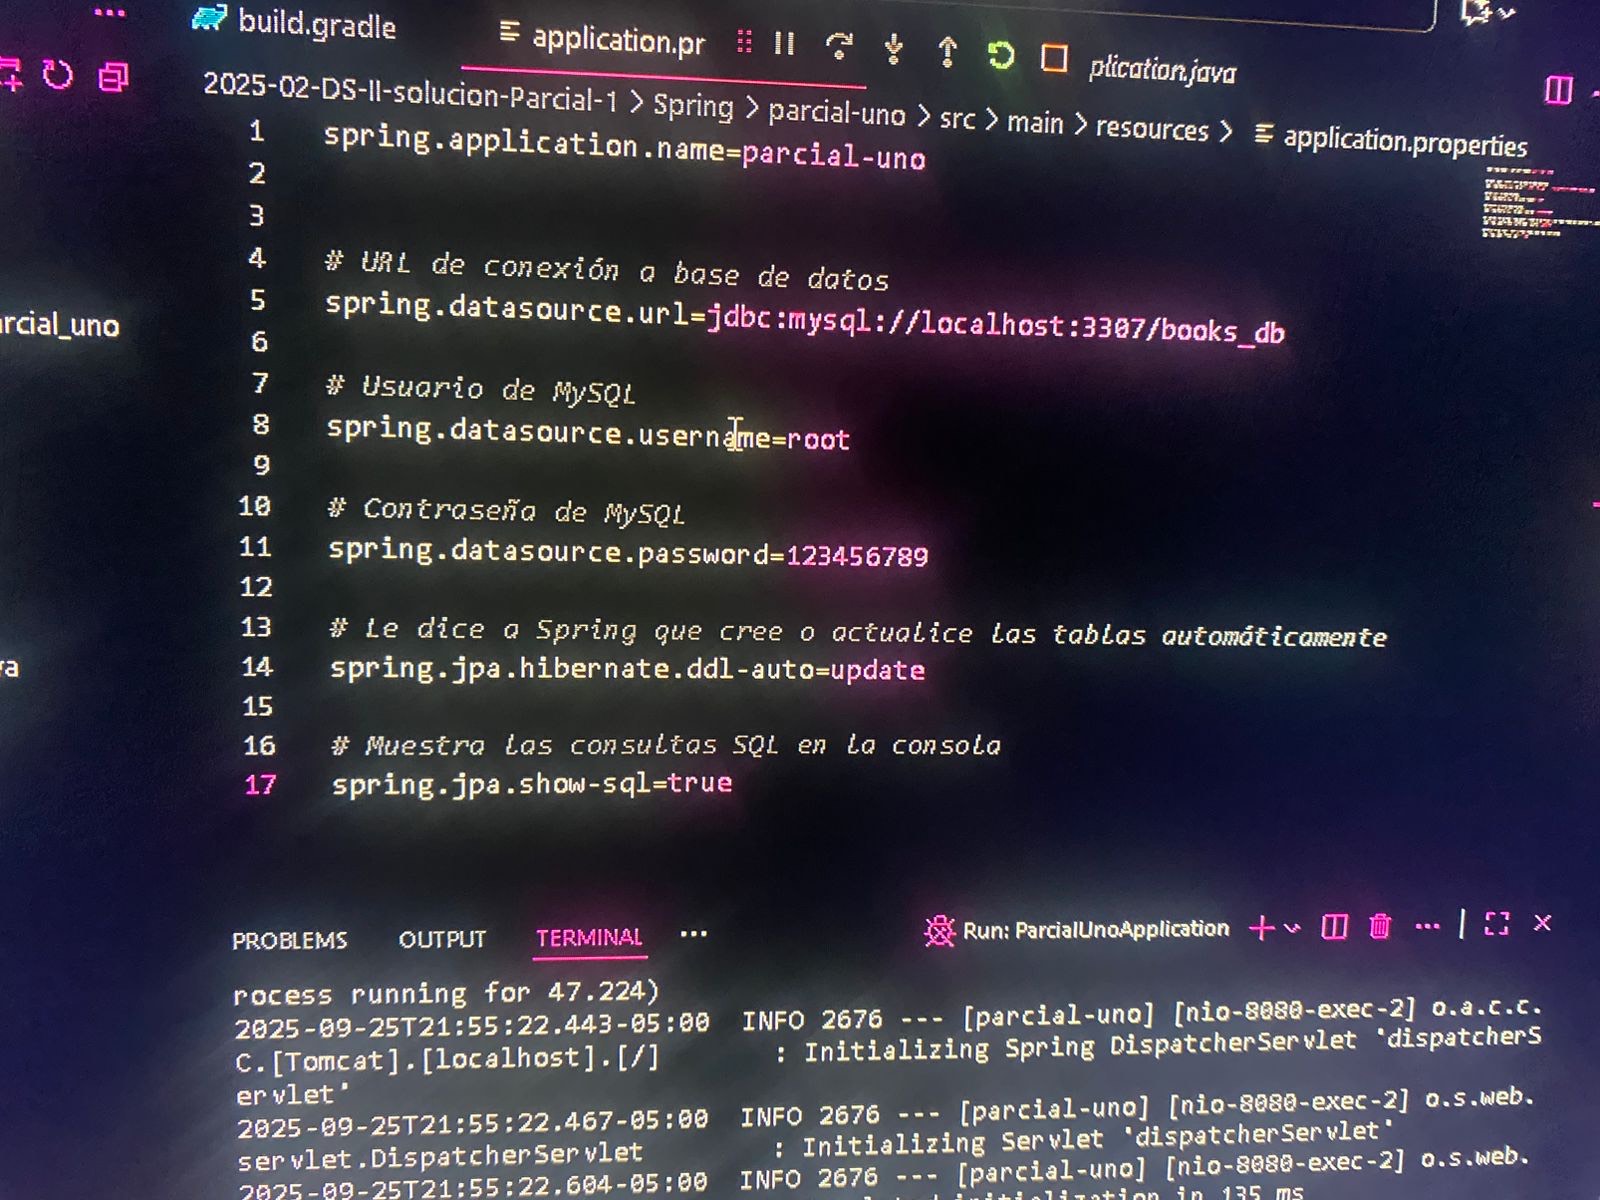 build.gradle
application.pr
plication.java
2025-02-DS-II-solucion-Parcial-1 > Spring > parcial-uno > src > main > resources > application.properties
1 spring.application.name=parcial-uno
2
3
4 # URL de conexión a base de datos
5 spring.datasource.url=jdbc:mysql://localhost:3307/books_db
6
7 # Usuario de MySQL
8 spring.datasource.username=root
9
10 # Contraseña de MySQL
11 spring.datasource.password=123456789
12
13 # Le dice a Spring que cree o actualice las tablas automáticamente
14 spring.jpa.hibernate.ddl-auto=update
15
16 # Muestra las consultas SQL en la consola
17 spring.jpa.show-sql=true
rcial_uno
va
PROBLEMS OUTPUT TERMINAL ... Run: ParcialUnoApplication
rocess running for 47.224)
2025-09-25T21:55:22.443-05:00 INFO 2676 --- [parcial-uno] [nio-8080-exec-2] o.a.c.c.
C.[Tomcat].[localhost].[/] : Initializing Spring DispatcherServlet 'dispatcherS
ervlet'
2025-09-25T21:55:22.467-05:00 INFO 2676 --- [parcial-uno] [nio-8080-exec-2] o.s.web.
servlet.DispatcherServlet : Initializing Servlet 'dispatcherServlet'
2025-09-25T21:55:22.604-05:00 INFO 2676 --- [parcial-uno] [nio-8080-exec-2] o.s.web.
initialization in 135 ms